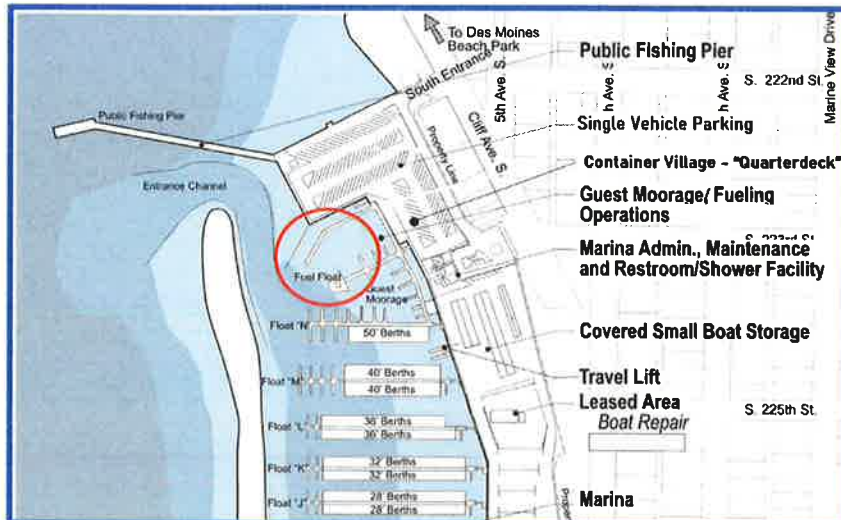 To Des Moines
Beach Park
South Entrance
Public Fishing Pier
5th Ave. S.
h Ave. S
h Ave. S
Marine View Drive
S. 222nd St.
Public Fishing Pier
Cliff Ave. S.
Property Line
Single Vehicle Parking
Container Village - "Quarterdeck"
Entrance Channel
Guest Moorage/ Fueling
Operations
S. 223rd St.
Marina Admin., Maintenance
and Restroom/Shower Facility
Fuel Float
Guest
Moorage
Float "N"
50' Berths
Covered Small Boat Storage
Travel Lift
Float "M"
40' Berths
40' Berths
Leased Area
Boat Repair
S. 225th St.
Float "L"
36' Berths
36' Berths
Float "K"
32' Berths
32' Berths
Float "J"
28' Berths
28' Berths
Marina